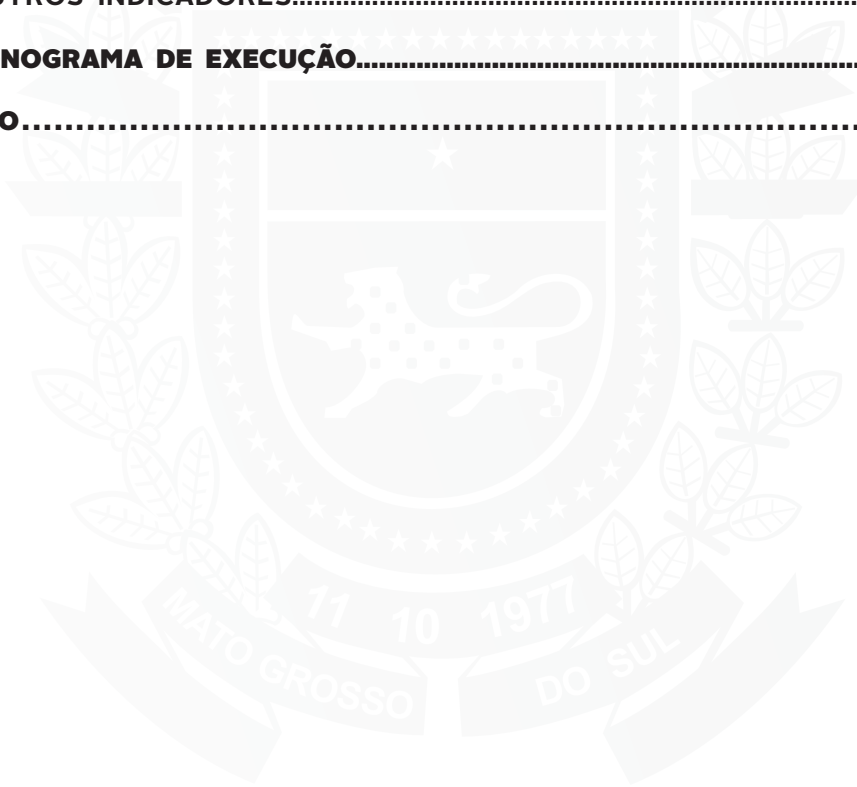 TROS INDICADORES..............................................................................
NOGRAMA DE EXECUÇÃO..............................................................................
O..............................................................................
11 10 1977
MATO GROSSO DO SUL